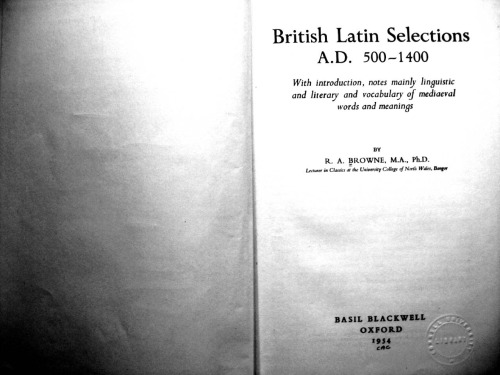 British Latin Selections
A.D. 500-1400
With introduction, notes mainly linguistic
and literary and vocabulary of mediaeval
words and meanings
BY
R. A. BROWNE, M.A., Ph.D.
Lecturer in Classics at the University College of North Wales, Bangor
BASIL BLACKWELL
OXFORD
1954
LIBRARY